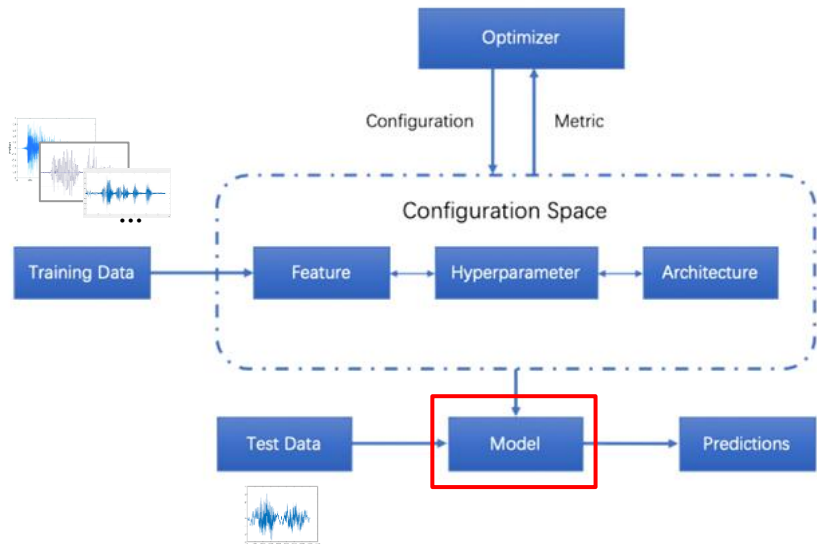 Optimizer
Configuration
Metric
Configuration Space
Training Data
Feature
Hyperparameter
Architecture
Test Data
Model
Predictions